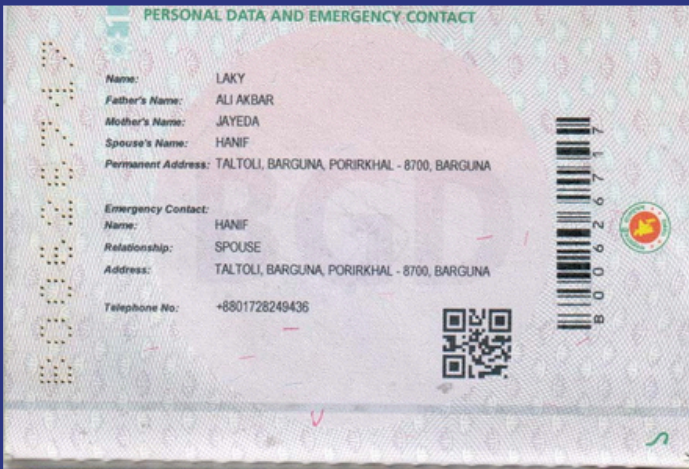 PERSONAL DATA AND EMERGENCY CONTACT
Name: LAKY
Father's Name: ALI AKBAR
Mother's Name: JAYEDA
Spouse's Name: HANIF
Permanent Address: TALTOLI, BARGUNA, PORIRKHAL - 8700, BARGUNA
Emergency Contact:
Name: HANIF
Relationship: SPOUSE
Address: TALTOLI, BARGUNA, PORIRKHAL - 8700, BARGUNA
Telephone No: +8801728249436
B00626717
BGD
B00626717